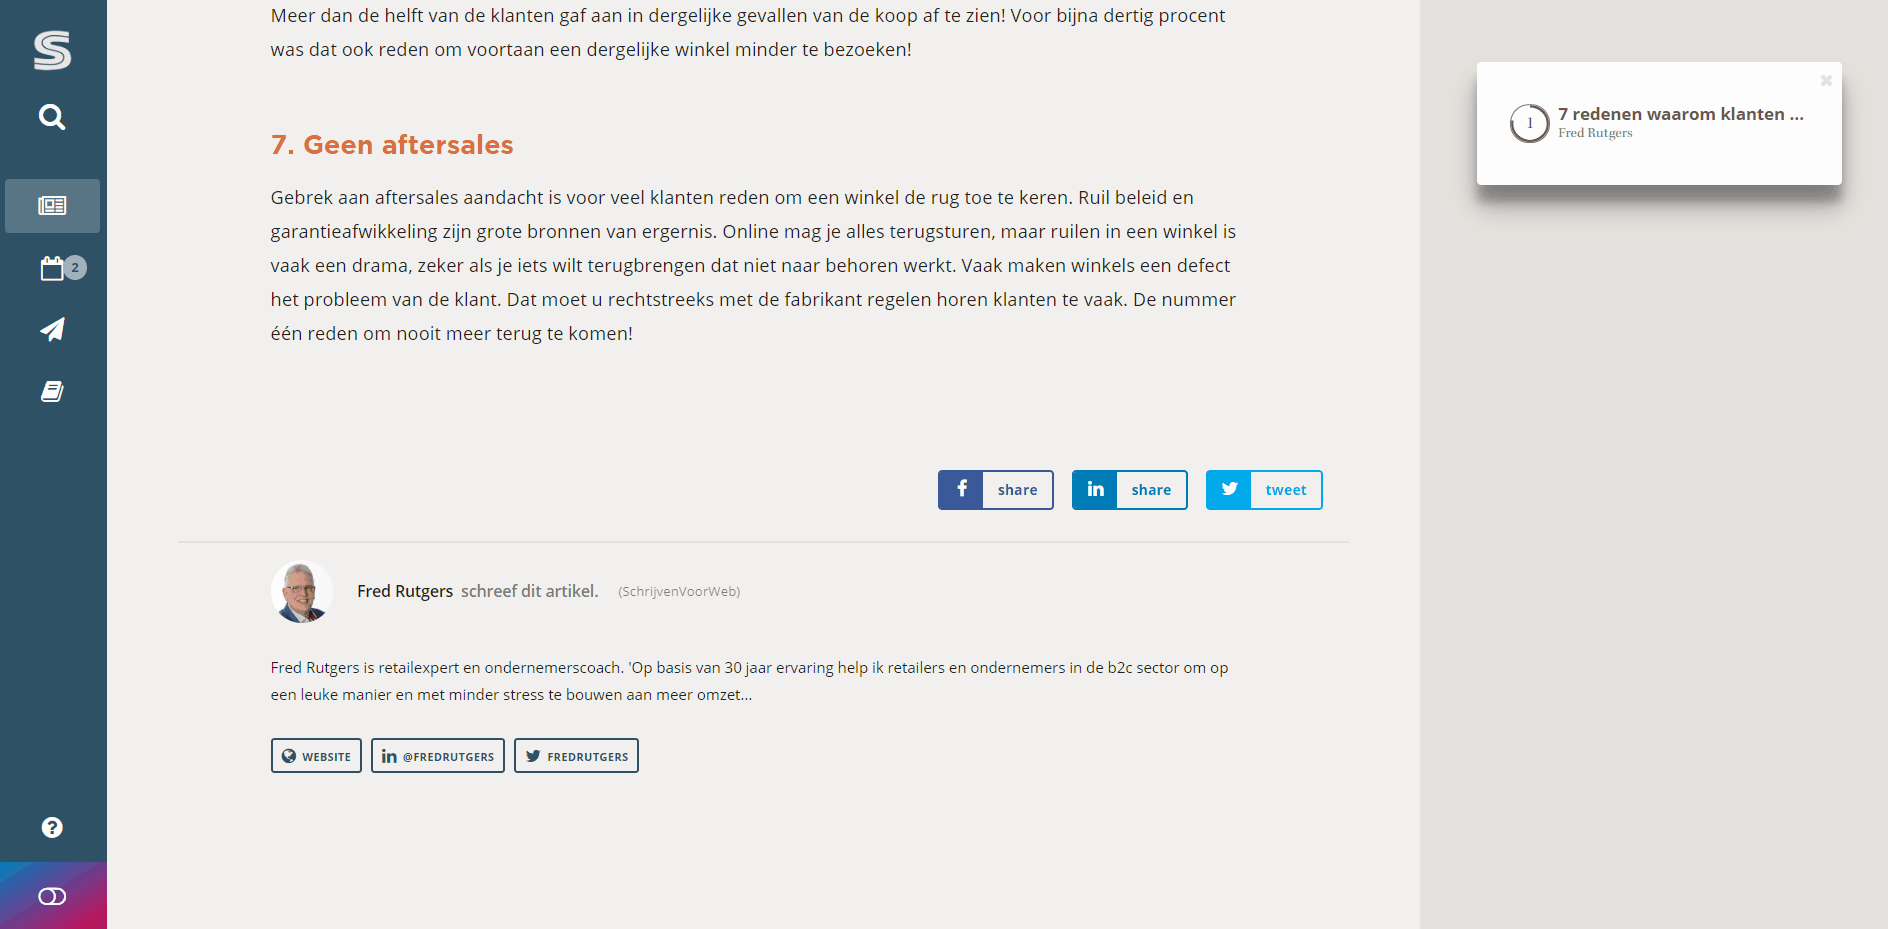 Meer dan de helft van de klanten gaf aan in dergelijke gevallen van de koop af te zien! Voor bijna dertig procent
was dat ook reden om voortaan een dergelijke winkel minder te bezoeken!
7. Geen aftersales
Gebrek aan aftersales aandacht is voor veel klanten reden om een winkel de rug toe te keren. Ruil beleid en
garantieafwikkeling zijn grote bronnen van ergernis. Online mag je alles terugsturen, maar ruilen in een winkel is
vaak een drama, zeker als je iets wilt terugbrengen dat niet naar behoren werkt. Vaak maken winkels een defect
het probleem van de klant. Dat moet u rechtstreeks met de fabrikant regelen horen klanten te vaak. De nummer
één reden om nooit meer terug te komen!
share
share
tweet
Fred Rutgers schreef dit artikel. (SchrijvenVoorWeb)
Fred Rutgers is retailexpert en ondernemerscoach. 'Op basis van 30 jaar ervaring help ik retailers en ondernemers in de b2c sector om op
een leuke manier en met minder stress te bouwen aan meer omzet...
WEBSITE
@FREDRUTGERS
FREDRUTGERS
2
1
7 redenen waarom klanten ...
Fred Rutgers